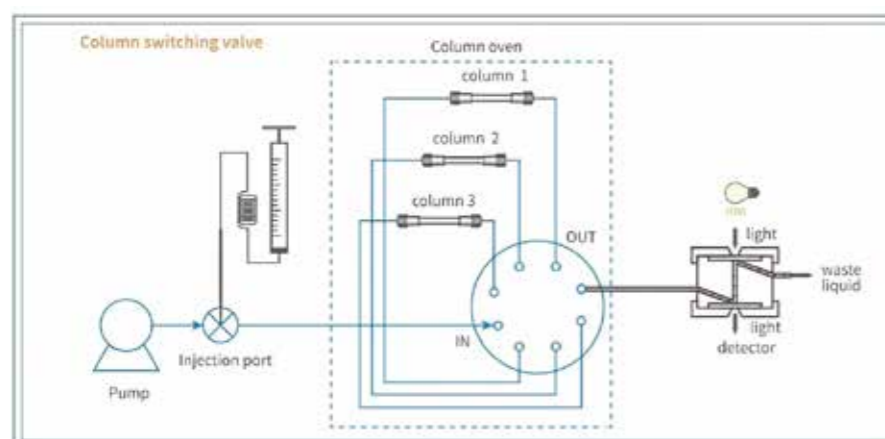 Column switching valve
Column oven
column 1
column 2
column 3
OUT
IN
Injection port
Pump
light
waste
liquid
light
detector